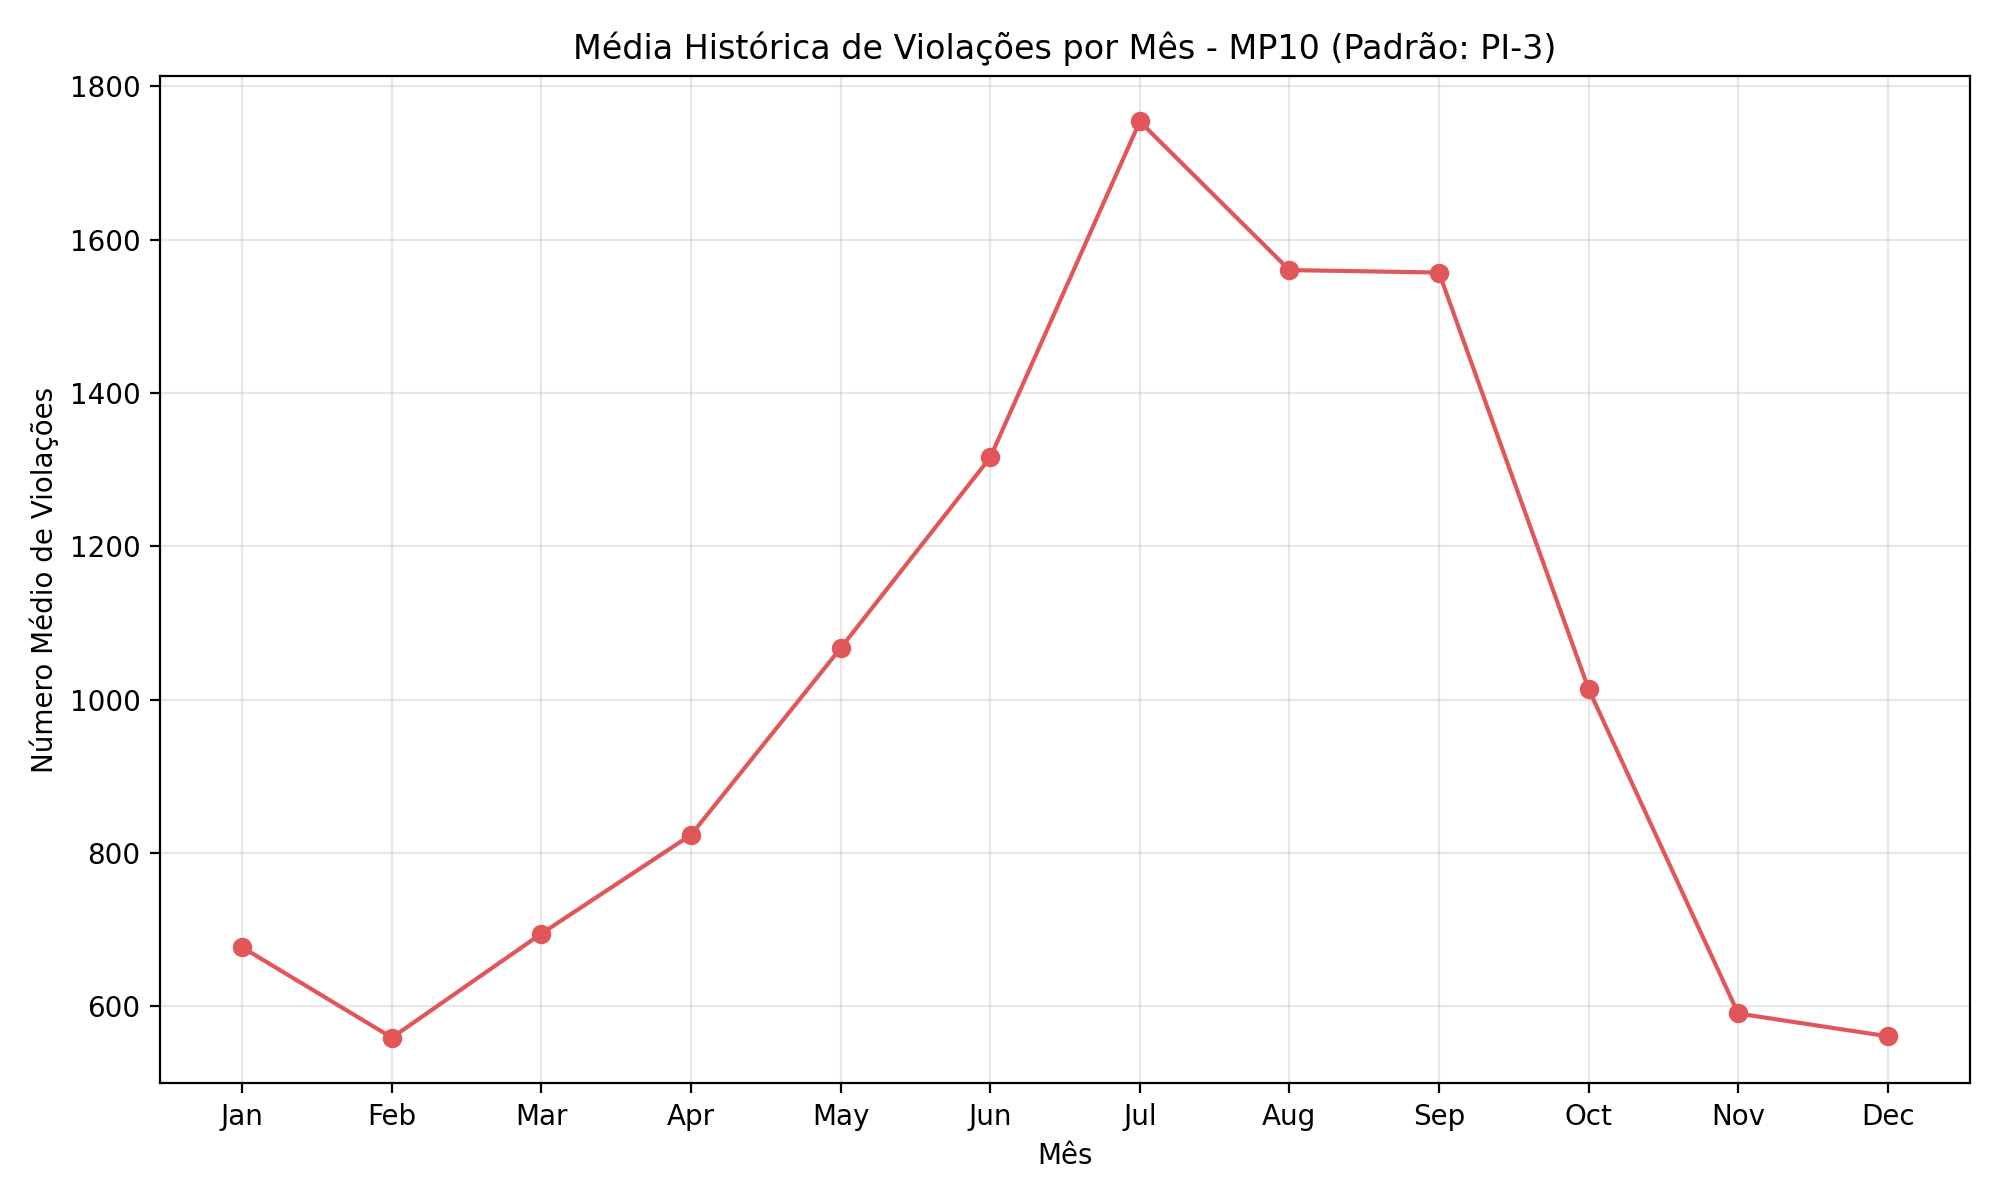 Média Histórica de Violações por Mês - MP10 (Padrão: PI-3)
Número Médio de Violações
1800
1600
1400
1200
1000
800
600
Jan Feb Mar Apr May Jun Jul Aug Sep Oct Nov Dec
Mês